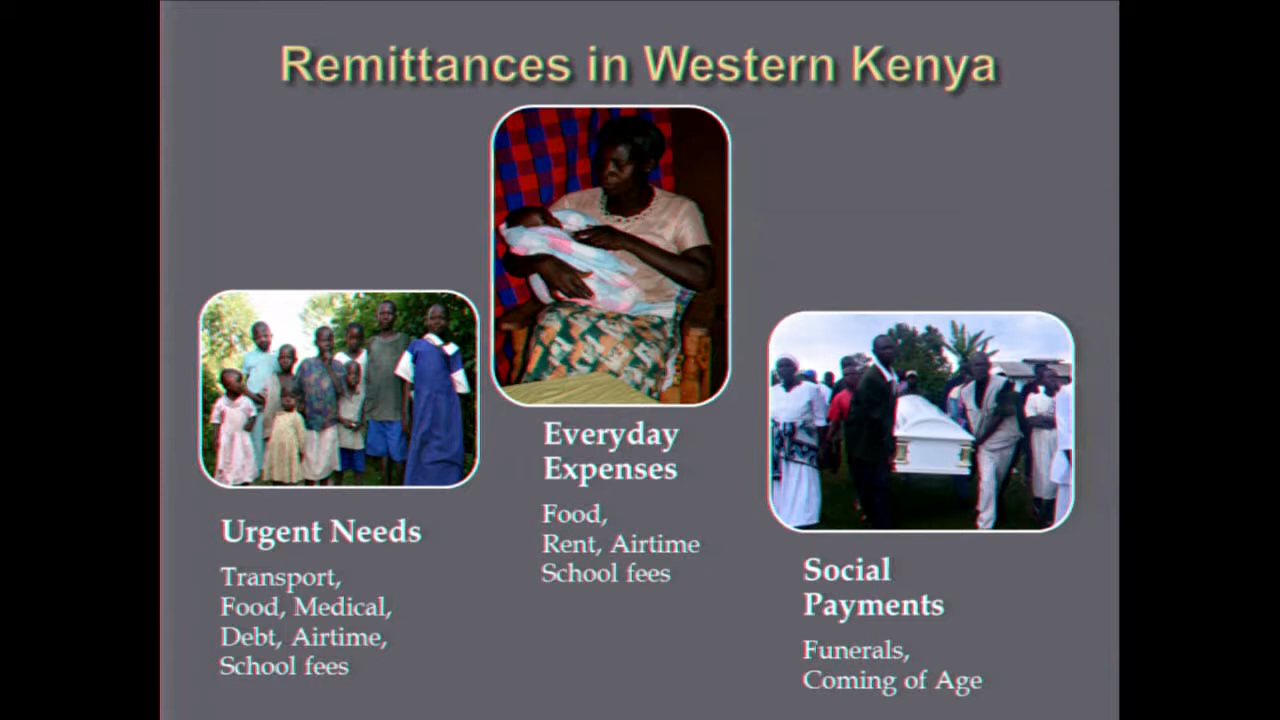 Remittances in Western Kenya
Urgent Needs
Transport,
Food, Medical,
Debt, Airtime,
School fees
Everyday
Expenses
Food,
Rent, Airtime
School fees
Social
Payments
Funerals,
Coming of Age